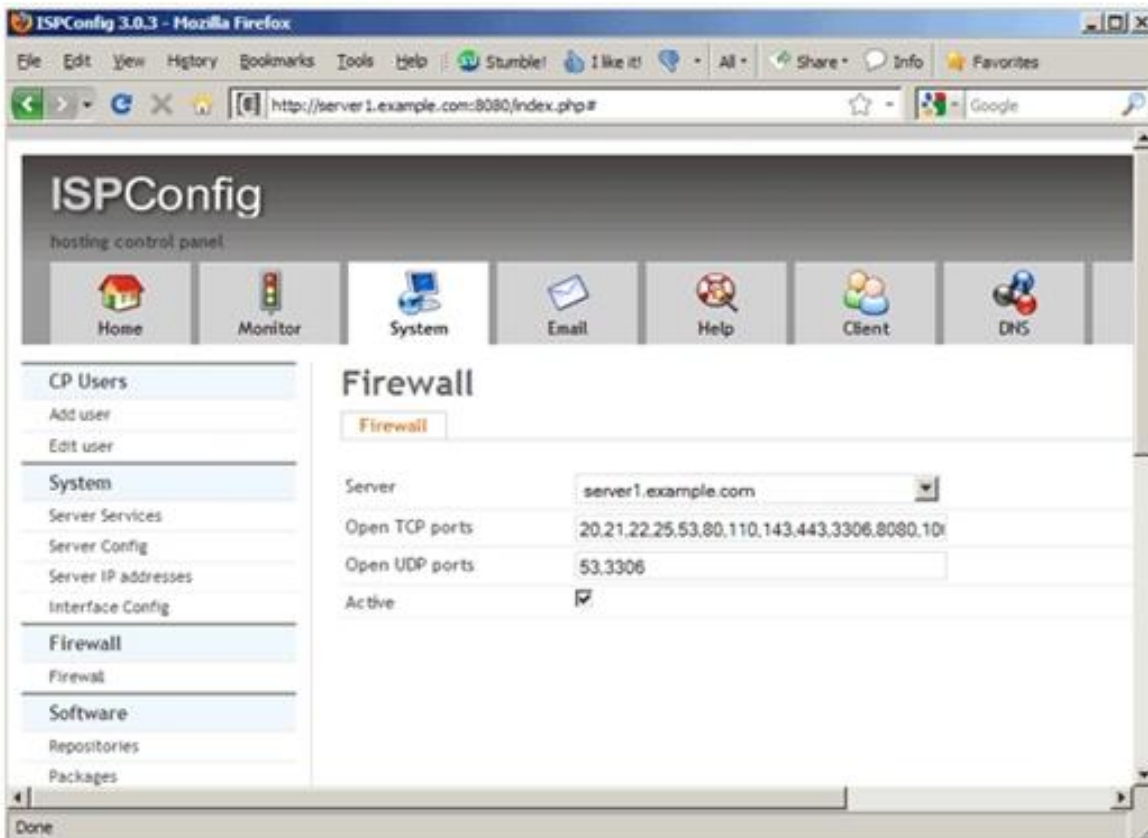 ISPConfig 3.0.3 - Mozilla Firefox
File Edit View History Bookmarks Tools Help Stumble! I like it! All Share Info Favorites
http://server1.example.com:8080/index.php# Google
ISPConfig
hosting control panel
Home Monitor System Email Help Client DNS
CP Users
Add user
Edit user
System
Server Services
Server Config
Server IP addresses
Interface Config
Firewall
Firewall
Software
Repositories
Packages
Firewall
Firewall
Server server1.example.com
Open TCP ports 20,21,22,25,53,80,110,143,443,3306,8080,10
Open UDP ports 53,3306
Active
Done